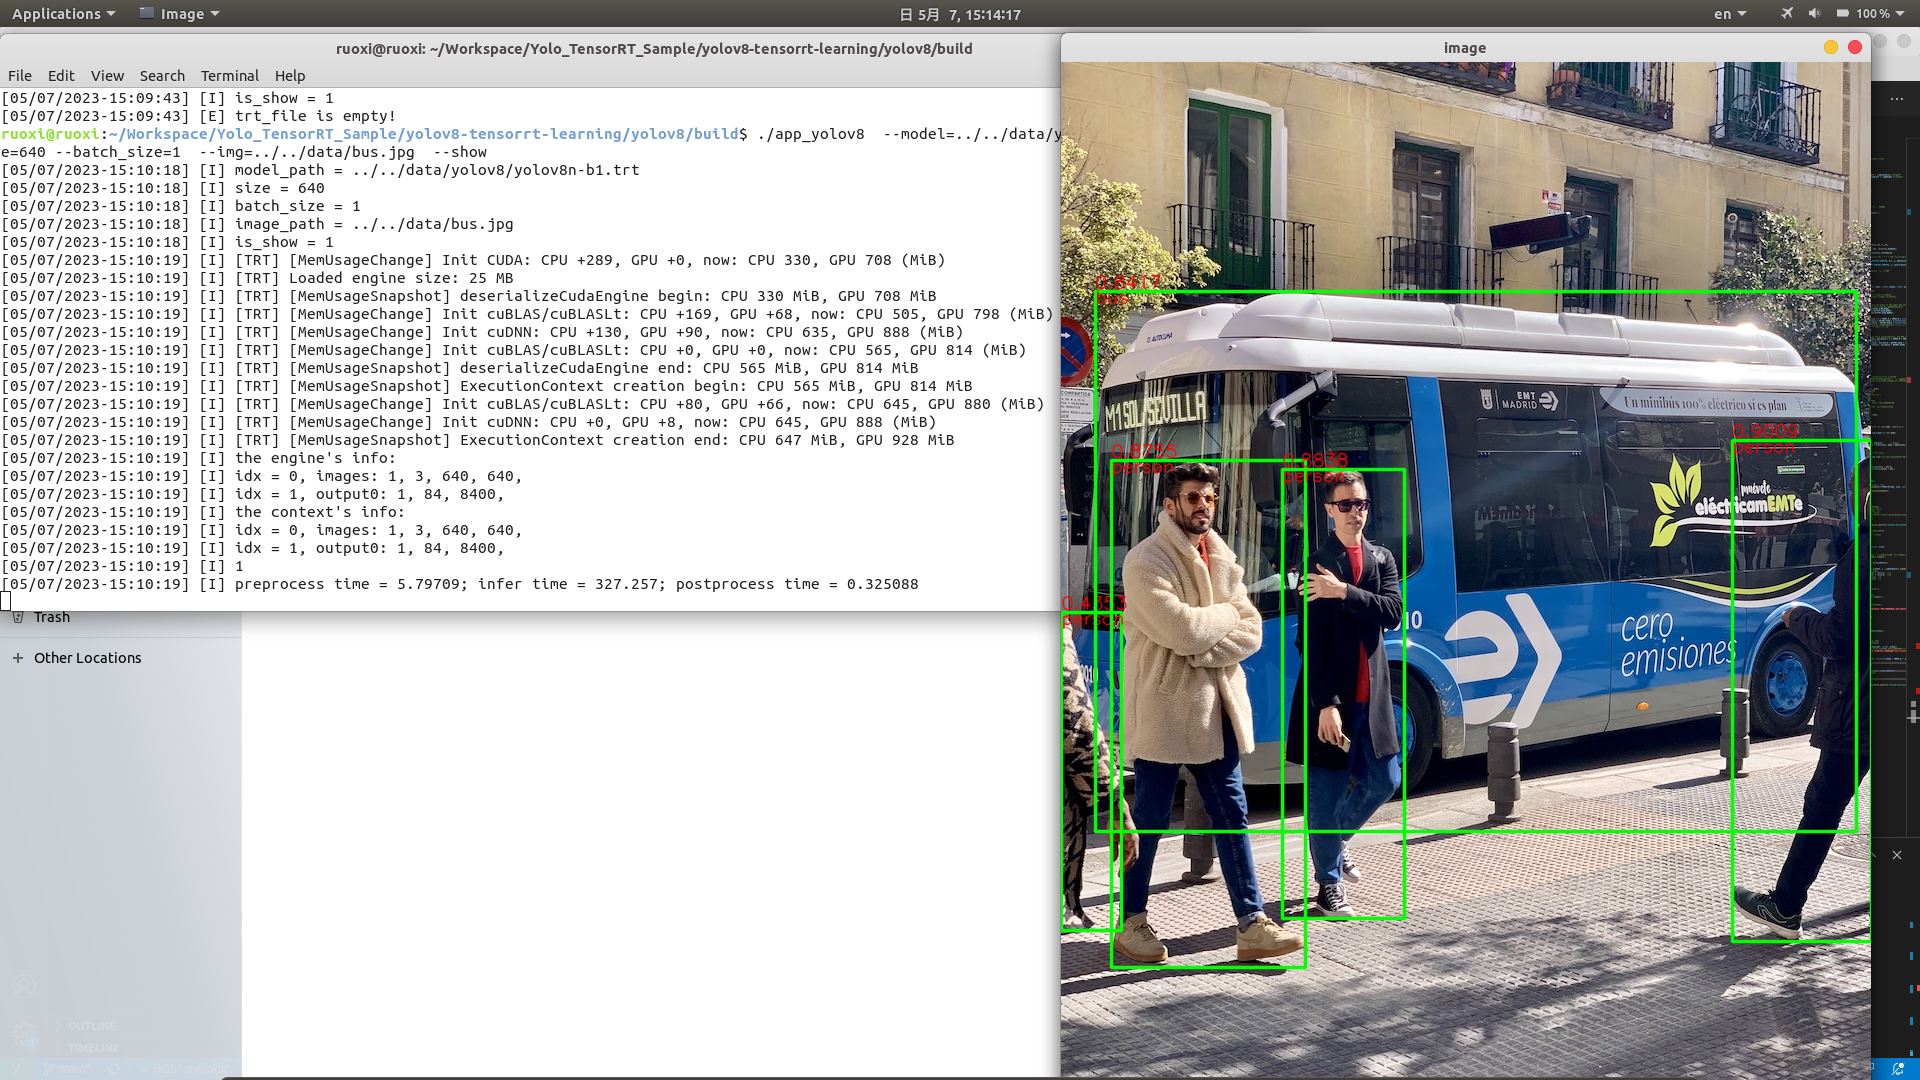 Applications
Image
日 5月 7, 15:14:17
en
100 %
ruoxi@ruoxi: ~/Workspace/Yolo_TensorRT_Sample/yolov8-tensorrt-learning/yolov8/build
File Edit View Search Terminal Help
[05/07/2023-15:09:43] [I] is_show = 1
[05/07/2023-15:09:43] [E] trt_file is empty!
ruoxi@ruoxi:~/Workspace/Yolo_TensorRT_Sample/yolov8-tensorrt-learning/yolov8/build$ ./app_yolov8 --model=../../data/y
e=640 --batch_size=1 --img=../../data/bus.jpg --show
[05/07/2023-15:10:18] [I] model_path = ../../data/yolov8/yolov8n-b1.trt
[05/07/2023-15:10:18] [I] size = 640
[05/07/2023-15:10:18] [I] batch_size = 1
[05/07/2023-15:10:18] [I] image_path = ../../data/bus.jpg
[05/07/2023-15:10:18] [I] is_show = 1
[05/07/2023-15:10:19] [I] [TRT] [MemUsageChange] Init CUDA: CPU +289, GPU +0, now: CPU 330, GPU 708 (MiB)
[05/07/2023-15:10:19] [I] [TRT] Loaded engine size: 25 MB
[05/07/2023-15:10:19] [I] [TRT] [MemUsageSnapshot] deserializeCudaEngine begin: CPU 330 MiB, GPU 708 MiB
[05/07/2023-15:10:19] [I] [TRT] [MemUsageChange] Init cuBLAS/cuBLASLt: CPU +169, GPU +68, now: CPU 505, GPU 798 (MiB)
[05/07/2023-15:10:19] [I] [TRT] [MemUsageChange] Init cuDNN: CPU +130, GPU +90, now: CPU 635, GPU 888 (MiB)
[05/07/2023-15:10:19] [I] [TRT] [MemUsageChange] Init cuBLAS/cuBLASLt: CPU +0, GPU +0, now: CPU 565, GPU 814 (MiB)
[05/07/2023-15:10:19] [I] [TRT] [MemUsageSnapshot] deserializeCudaEngine end: CPU 565 MiB, GPU 814 MiB
[05/07/2023-15:10:19] [I] [TRT] [MemUsageSnapshot] ExecutionContext creation begin: CPU 565 MiB, GPU 814 MiB
[05/07/2023-15:10:19] [I] [TRT] [MemUsageChange] Init cuBLAS/cuBLASLt: CPU +80, GPU +66, now: CPU 645, GPU 880 (MiB)
[05/07/2023-15:10:19] [I] [TRT] [MemUsageChange] Init cuDNN: CPU +0, GPU +8, now: CPU 645, GPU 888 (MiB)
[05/07/2023-15:10:19] [I] [TRT] [MemUsageSnapshot] ExecutionContext creation end: CPU 647 MiB, GPU 928 MiB
[05/07/2023-15:10:19] [I] the engine's info:
[05/07/2023-15:10:19] [I] idx = 0, images: 1, 3, 640, 640,
[05/07/2023-15:10:19] [I] idx = 1, output0: 1, 84, 8400,
[05/07/2023-15:10:19] [I] the context's info:
[05/07/2023-15:10:19] [I] idx = 0, images: 1, 3, 640, 640,
[05/07/2023-15:10:19] [I] idx = 1, output0: 1, 84, 8400,
[05/07/2023-15:10:19] [I] 1
[05/07/2023-15:10:19] [I] preprocess time = 5.79709; infer time = 327.257; postprocess time = 0.325088
Trash
Other Locations
OUTLINE
TIMELINE
image
bus
M1 SOL/SEVILLA
EMT
MADRID
Un minibús 100% eléctrico sí es plan
0.8755
person
0.8838
person
0.9009
person
muévete
eléctricamEMTe
person
cero
emisiones